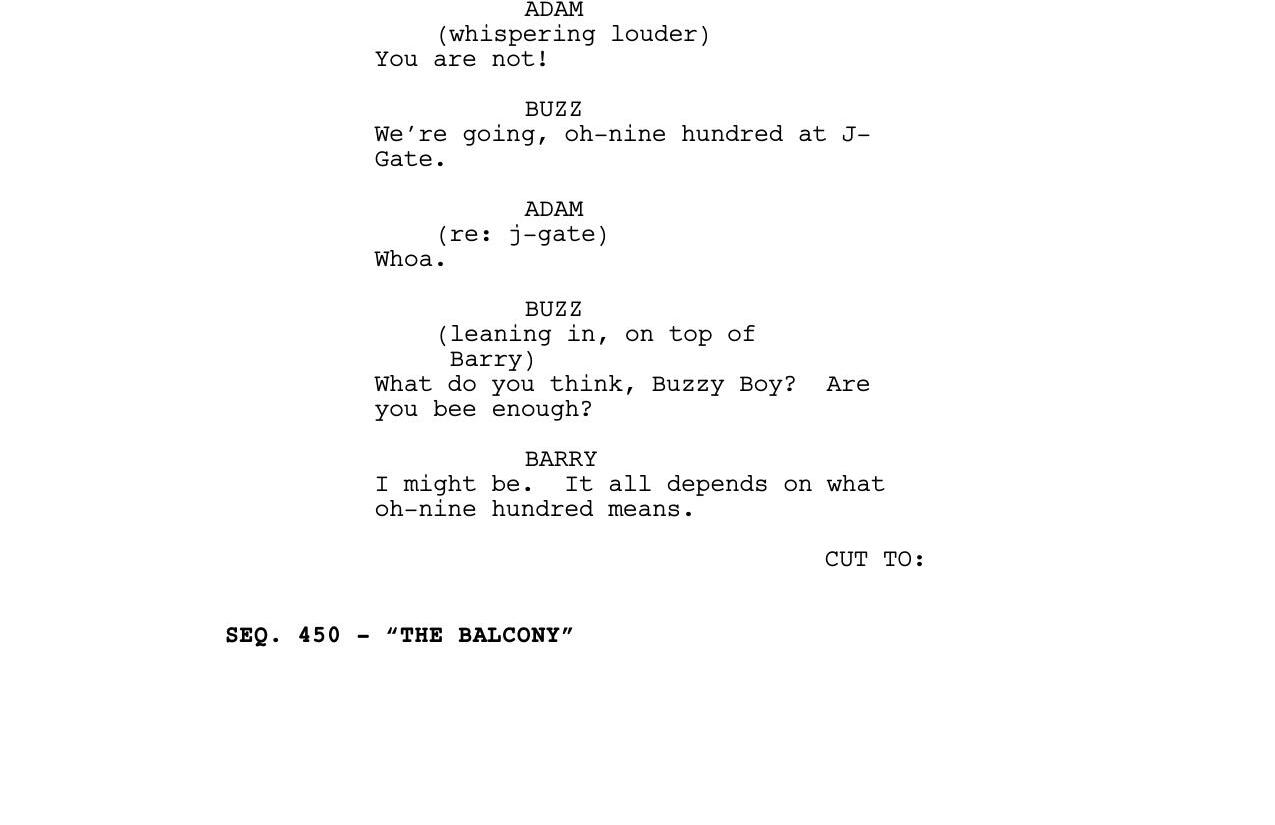 ADAM
(whispering louder)
You are not!
BUZZ
We’re going, oh-nine hundred at J-
Gate.
ADAM
(re: j-gate)
Whoa.
BUZZ
(leaning in, on top of
Barry)
What do you think, Buzzy Boy?  Are
you bee enough?
BARRY
I might be.  It all depends on what
oh-nine hundred means.
CUT TO:
SEQ. 450 - “THE BALCONY”